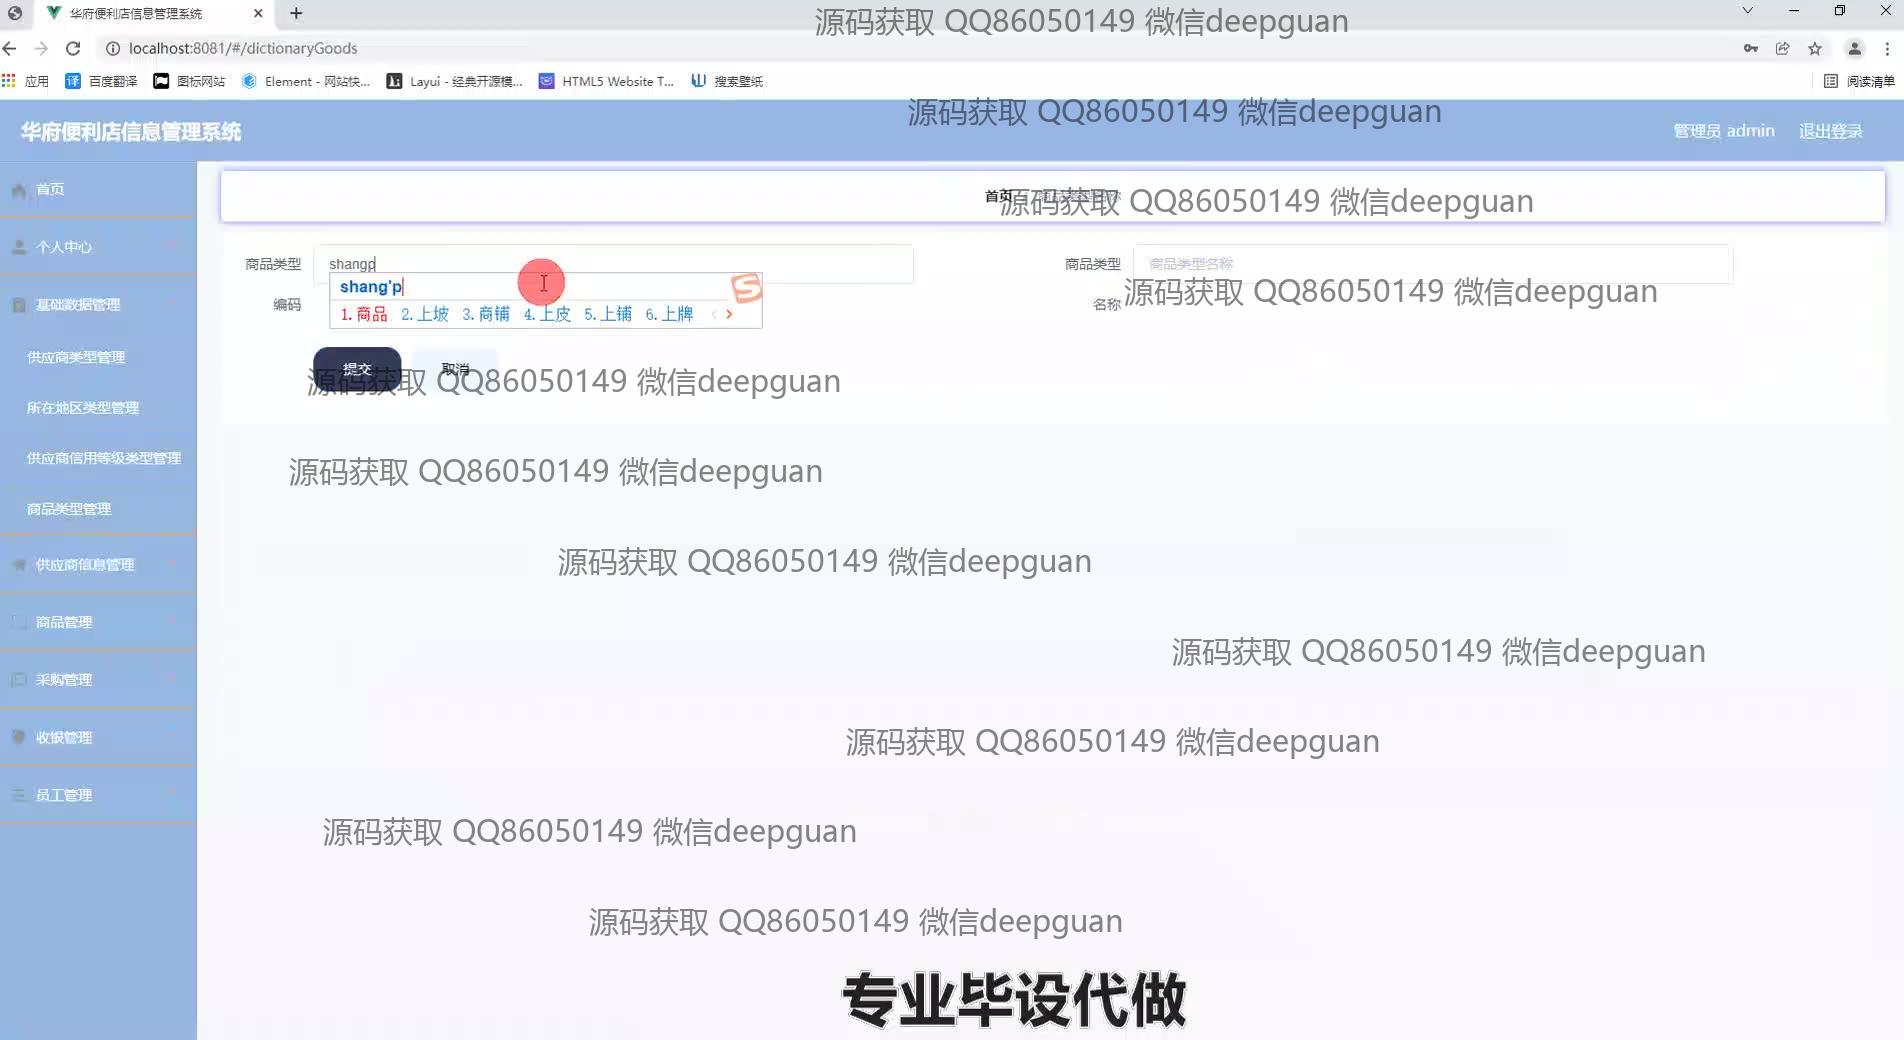 华府便利店信息管理系统
源码获取 QQ86050149 微信deepguan
localhost:8081/#/dictionaryGoods
应用 百度翻译 图标网站 Element - 网站快... Layui - 经典开源模... HTML5 Website T... 搜索壁纸 阅读清单
源码获取 QQ86050149 微信deepguan
华府便利店信息管理系统
管理员 admin 退出登录
首页
首页
源码获取 QQ86050149 微信deepguan
个人中心
商品类型 shangp
商品类型 商品类型名称
shang'p
源码获取 QQ86050149 微信deepguan
基础数据管理
编码
1.商品 2.上坡 3.商铺 4.上皮 5.上铺 6.上牌
名称
供应商类型管理
提交 取消
源码获取 QQ86050149 微信deepguan
所在地区类型管理
供应商信用等级类型管理
源码获取 QQ86050149 微信deepguan
商品类型管理
供应商信息管理
源码获取 QQ86050149 微信deepguan
商品管理
源码获取 QQ86050149 微信deepguan
采购管理
收银管理
源码获取 QQ86050149 微信deepguan
员工管理
源码获取 QQ86050149 微信deepguan
源码获取 QQ86050149 微信deepguan
专业毕设代做